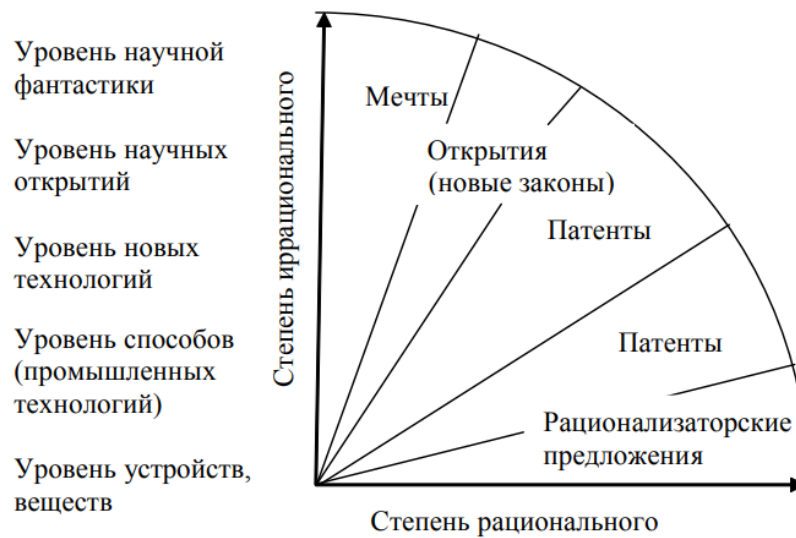 Уровень научной
фантастики
Уровень научных
открытий
Уровень новых
технологий
Уровень способов
(промышленных
технологий)
Уровень устройств,
веществ
Степень иррационального
Мечты
Открытия
(новые законы)
Патенты
Патенты
Рационализаторские
предложения
Степень рационального